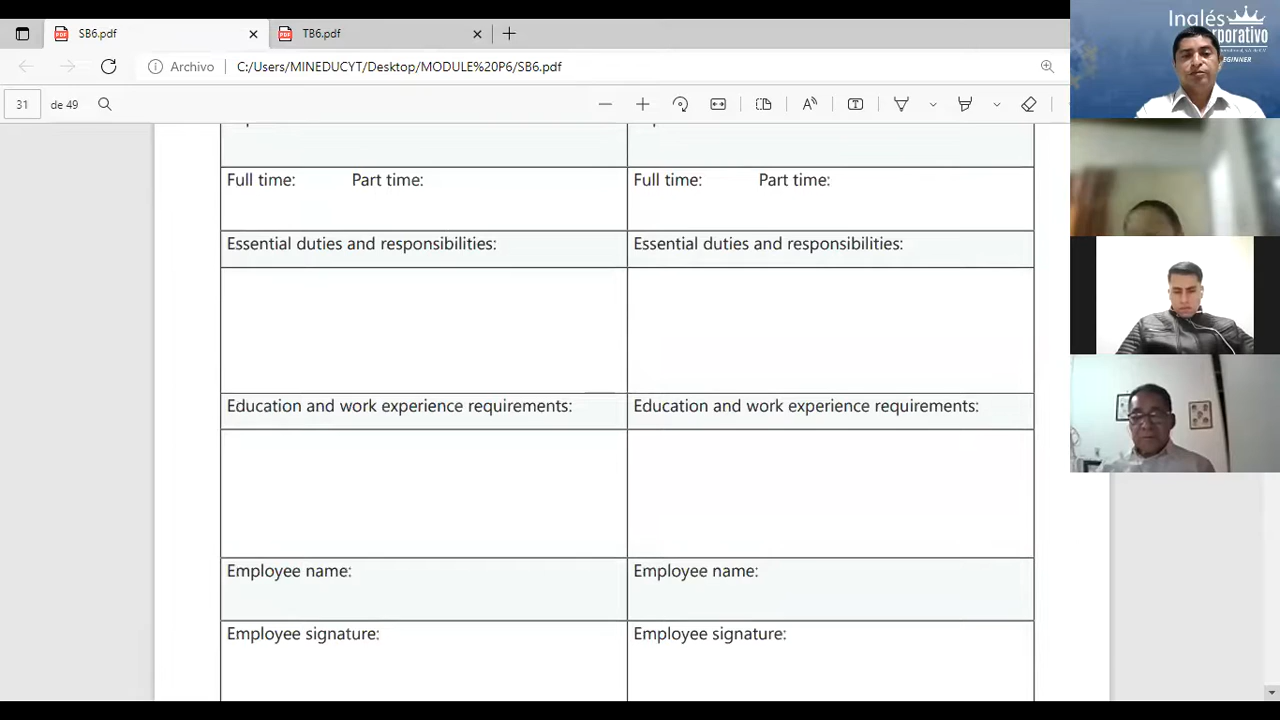 SB6.pdf
TB6.pdf
Archivo
C:/Users/MINEDUCYT/Desktop/MODULE%20P6/SB6.pdf
31 de 49
Full time: Part time:
Full time: Part time:
Essential duties and responsibilities:
Essential duties and responsibilities:
Education and work experience requirements:
Education and work experience requirements:
Employee name:
Employee name:
Employee signature:
Employee signature:
Inglés